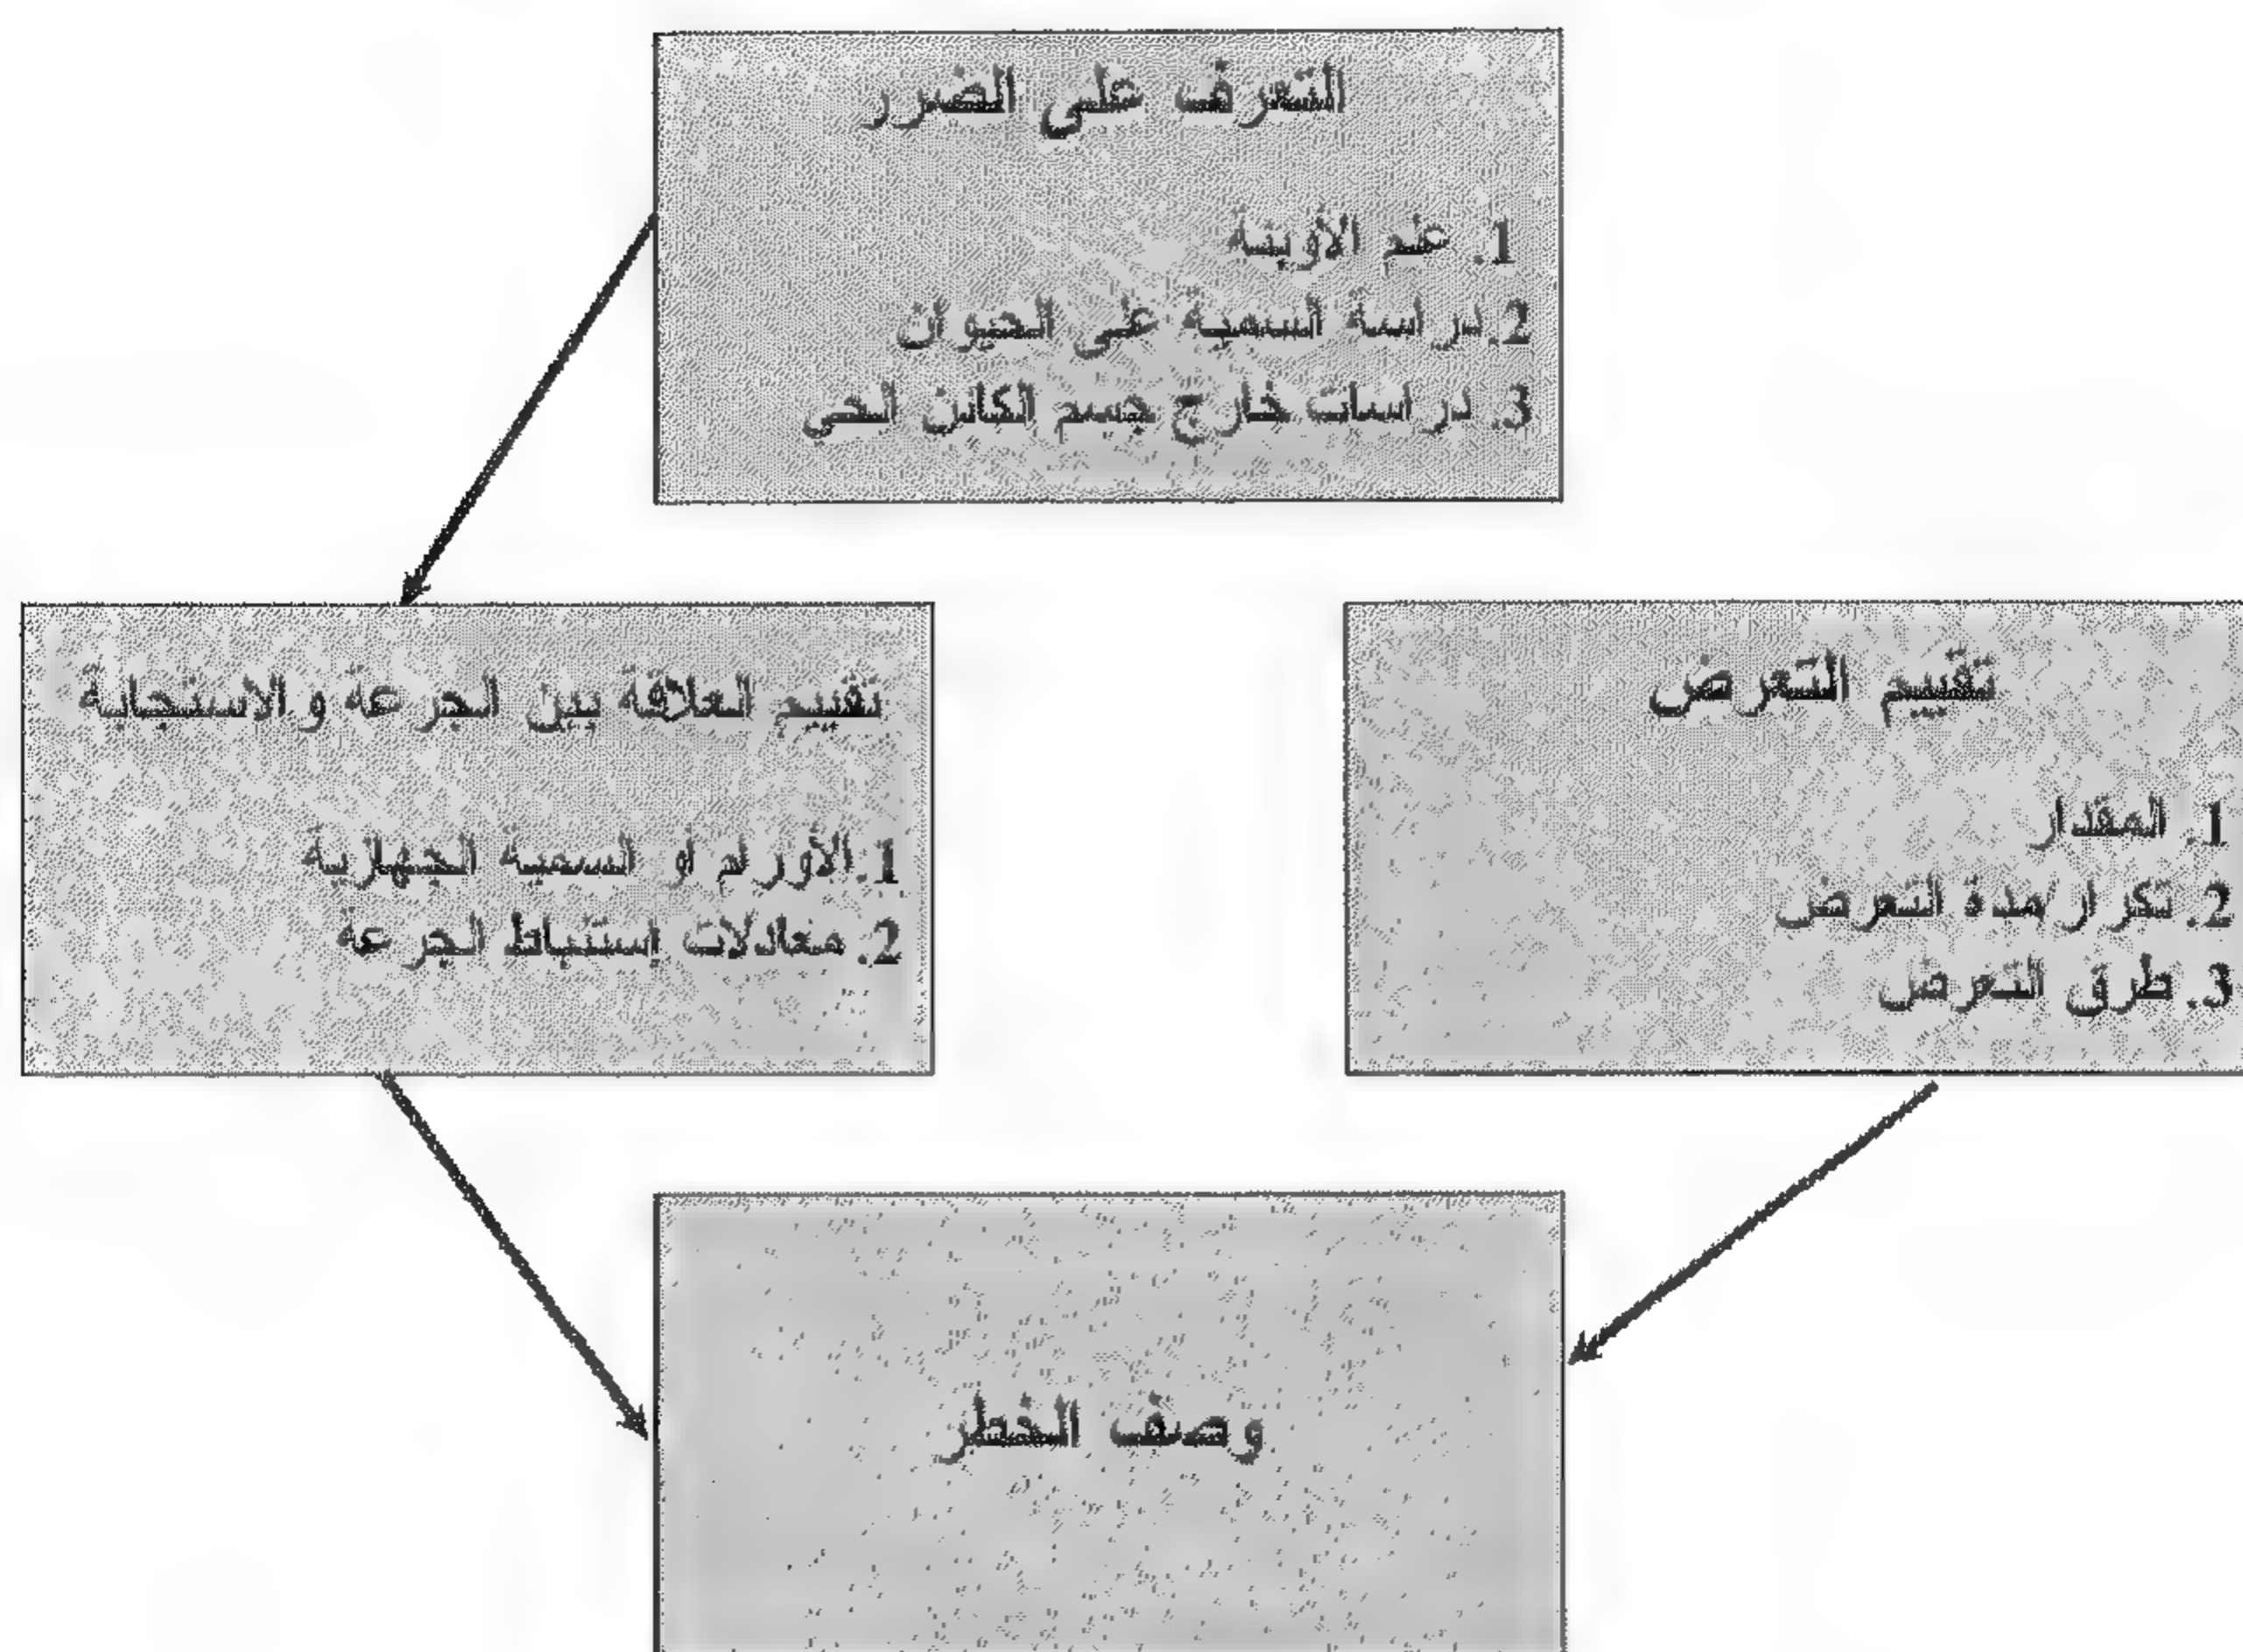 التعرف على الضرر
1. علم الأوبئة
2. دراسة السمية على الحيوان
3. دراسات خارج جسم الكائن الحي
تقييم التعرض
1. المقدار
2. تكرار/مدة التعرض
3. طرق التعرض
تقييم العلاقة بين الجرعة والاستجابة
1. الأورام أو السمية الجهازية
2. معادلات إستنباط الجرعة
وصف الخطر